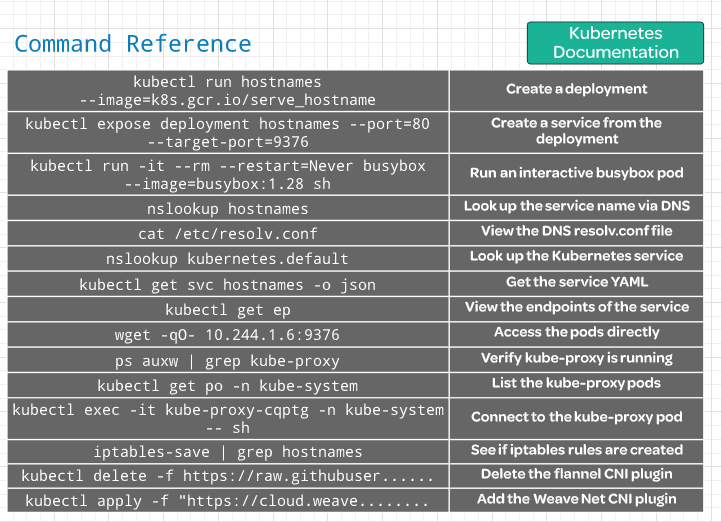 Command Reference
Kubernetes
Documentation
kubectl run hostnames
--image=k8s.gcr.io/serve_hostname
Create a deployment
kubectl expose deployment hostnames --port=80
--target-port=9376
Create a service from the
deployment
kubectl run -it --rm --restart=Never busybox
--image=busybox:1.28 sh
Run an interactive busybox pod
nslookup hostnames
Look up the service name via DNS
cat /etc/resolv.conf
View the DNS resolv.conf file
nslookup kubernetes.default
Look up the Kubernetes service
kubectl get svc hostnames -o json
Get the service YAML
kubectl get ep
View the endpoints of the service
wget -qO- 10.244.1.6:9376
Access the pods directly
ps auxw | grep kube-proxy
Verify kube-proxy is running
kubectl get po -n kube-system
List the kube-proxy pods
kubectl exec -it kube-proxy-cqptg -n kube-system
-- sh
Connect to the kube-proxy pod
iptables-save | grep hostnames
See if iptables rules are created
kubectl delete -f https://raw.githubuser......
Delete the flannel CNI plugin
kubectl apply -f "https://cloud.weave........
Add the Weave Net CNI plugin